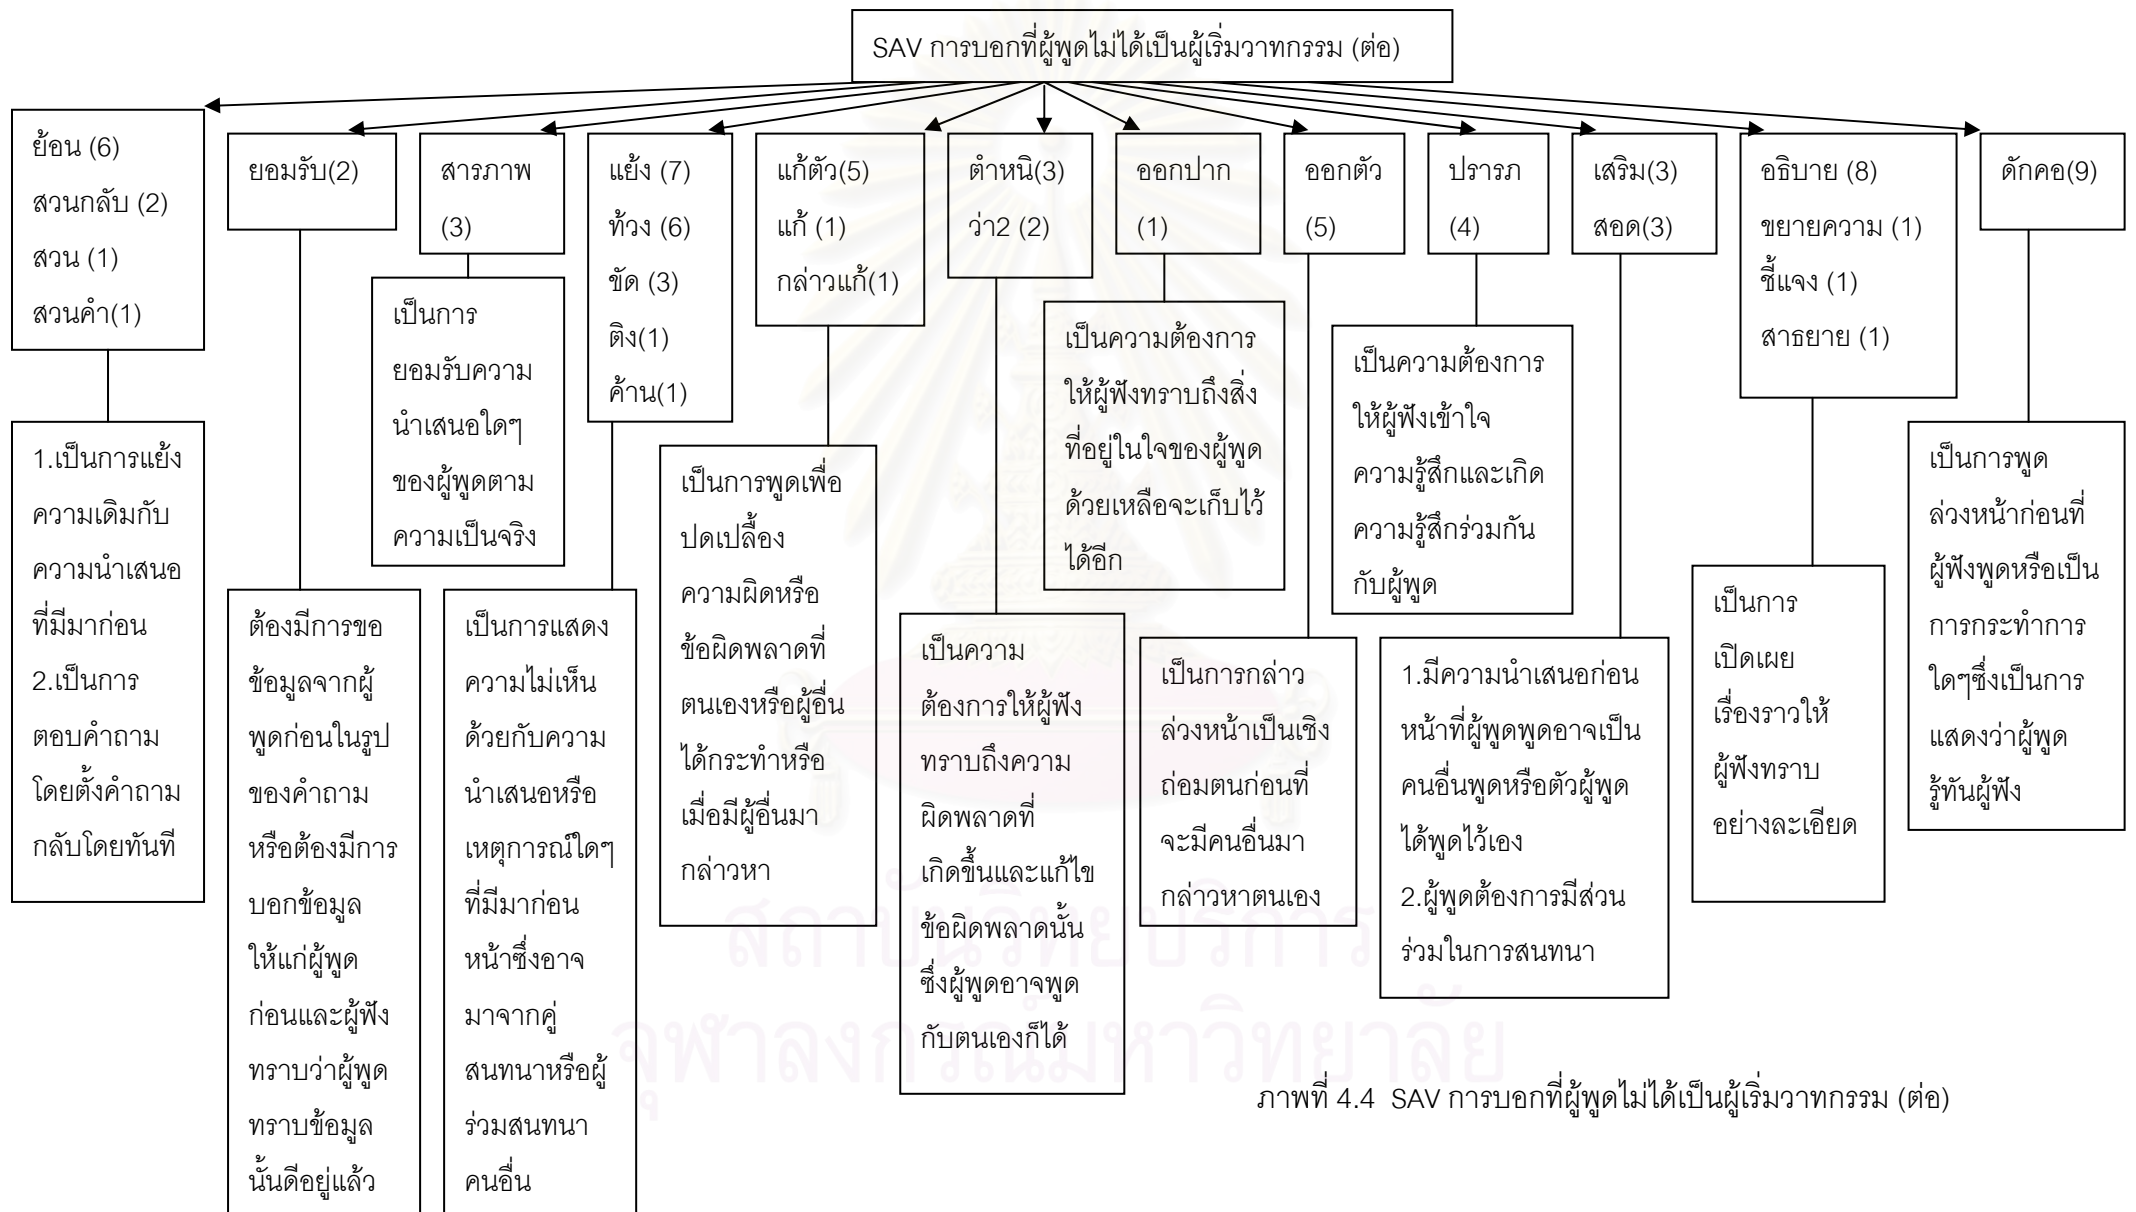 SAV การบอกที่ผู้พูดไม่ได้เป็นผู้เริ่มวาทกรรม (ต่อ)
ย้อน (6)
สวนกลับ (2)
สวน (1)
สวนคำ(1)
ยอมรับ(2)
สารภาพ
(3)
แย้ง (7)
ท้วง (6)
ขัด (3)
ติง(1)
ค้าน(1)
แก้ตัว(5)
แก้ (1)
กล่าวแก้(1)
ตำหนิ(3)
ว่า2 (2)
ออกปาก
(1)
ออกตัว
(5)
ปรารภ
(4)
เสริม(3)
สอด(3)
อธิบาย (8)
ขยายความ (1)
ชี้แจง (1)
สาธยาย (1)
ดักคอ(9)
1.เป็นการแย้ง
ความเดิมกับ
ความนำเสนอ
ที่มีมาก่อน
2.เป็นการ
ตอบคำถาม
โดยตั้งคำถาม
กลับโดยทันที
ต้องมีการขอ
ข้อมูลจากผู้
พูดก่อนในรูป
ของคำถาม
หรือต้องมีการ
บอกข้อมูล
ให้แก่ผู้พูด
ก่อนและผู้ฟัง
ทราบว่าผู้พูด
ทราบข้อมูล
นั้นดีอยู่แล้ว
เป็นการ
ยอมรับความ
นำเสนอใดๆ
ของผู้พูดตาม
ความเป็นจริง
เป็นการแสดง
ความไม่เห็น
ด้วยกับความ
นำเสนอหรือ
เหตุการณ์ใดๆ
ที่มีมาก่อน
หน้าซึ่งอาจ
มาจากคู่
สนทนาหรือผู้
ร่วมสนทนา
คนอื่น
เป็นการพูดเพื่อ
ปดเปลื้อง
ความผิดหรือ
ข้อผิดพลาดที่
ตนเองหรือผู้อื่น
ได้กระทำหรือ
เมื่อมีผู้อื่นมา
กล่าวหา
เป็นความ
ต้องการให้ผู้ฟัง
ทราบถึงความ
ผิดพลาดที่
เกิดขึ้นและแก้ไข
ข้อผิดพลาดนั้น
ซึ่งผู้พูดอาจพูด
กับตนเองก็ได้
เป็นความต้องการ
ให้ผู้ฟังทราบถึงสิ่ง
ที่อยู่ในใจของผู้พูด
ด้วยเหลือจะเก็บไว้
ได้อีก
เป็นการกล่าว
ล่วงหน้าเป็นเชิง
ถ่อมตนก่อนที่
จะมีคนอื่นมา
กล่าวหาตนเอง
เป็นความต้องการ
ให้ผู้ฟังเข้าใจ
ความรู้สึกและเกิด
ความรู้สึกร่วมกัน
กับผู้พูด
1.มีความนำเสนอก่อน
หน้าที่ผู้พูดพูดอาจเป็น
คนอื่นพูดหรือตัวผู้พูด
ได้พูดไว้เอง
2.ผู้พูดต้องการมีส่วน
ร่วมในการสนทนา
เป็นการ
เปิดเผย
เรื่องราวให้
ผู้ฟังทราบ
อย่างละเอียด
เป็นการพูด
ล่วงหน้าก่อนที่
ผู้ฟังพูดหรือเป็น
การกระทำการ
ใดๆซึ่งเป็นการ
แสดงว่าผู้พูด
รู้ทันผู้ฟัง
สถาบันวิทยบริการ
จุฬาลงกรณ์มหาวิทยาลัย
ภาพที่ 4.4 SAV การบอกที่ผู้พูดไม่ได้เป็นผู้เริ่มวาทกรรม (ต่อ)